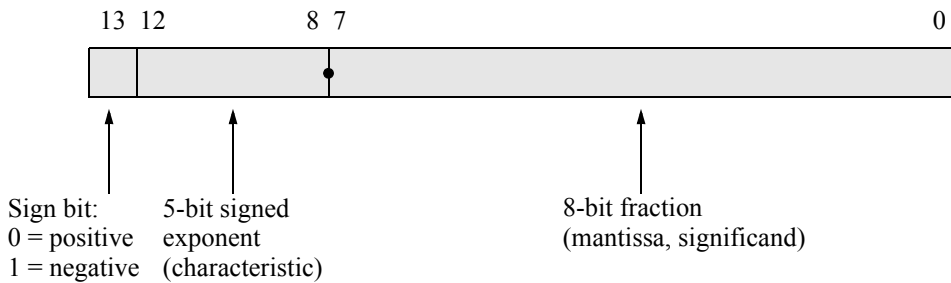 13 12 8 7 0
Sign bit:
0 = positive
1 = negative
5-bit signed
exponent
(characteristic)
8-bit fraction
(mantissa, significand)